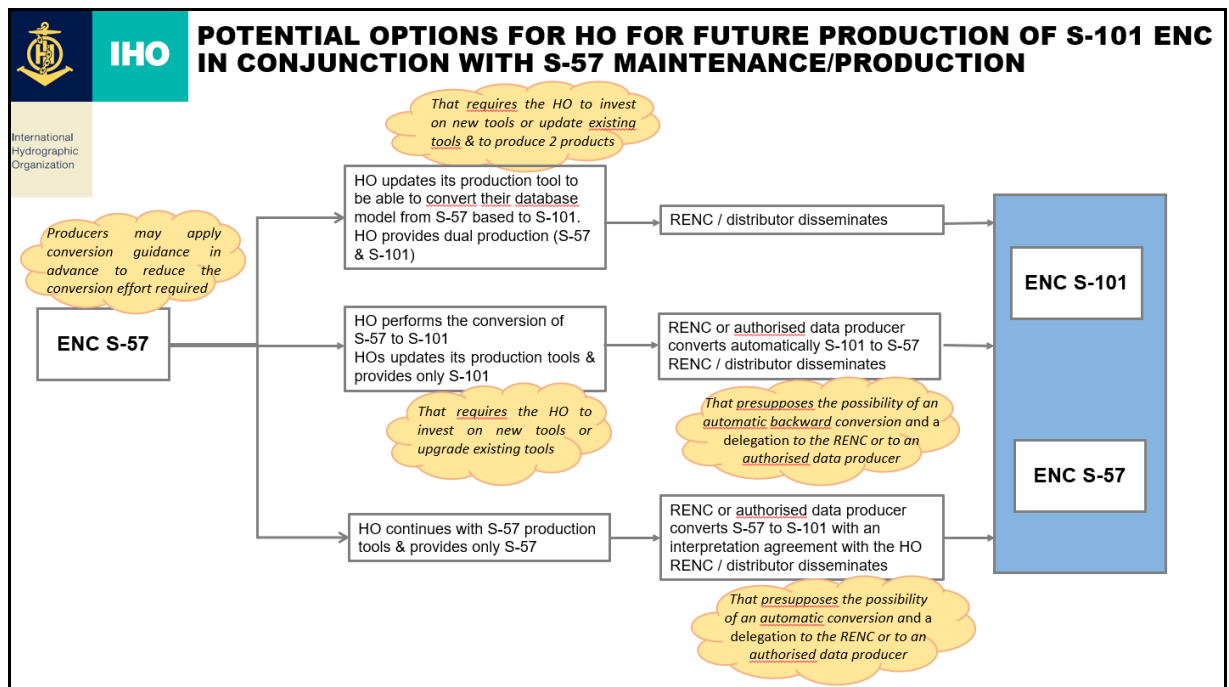 IHO
International
Hydrographic
Organization
POTENTIAL OPTIONS FOR HO FOR FUTURE PRODUCTION OF S-101 ENC
IN CONJUNCTION WITH S-57 MAINTENANCE/PRODUCTION
That requires the HO to invest
on new tools or update existing
tools & to produce 2 products
Producers may apply
conversion guidance in
advance to reduce the
conversion effort required
ENC S-57
HO updates its production tool to
be able to convert their database
model from S-57 based to S-101.
HO provides dual production (S-57
& S-101)
RENC / distributor disseminates
HO performs the conversion of
S-57 to S-101
HOs updates its production tools &
provides only S-101
That requires the HO to
invest on new tools or
upgrade existing tools
RENC or authorised data producer
converts automatically S-101 to S-57
RENC / distributor disseminates
That presupposes the possibility of an
automatic backward conversion and a
delegation to the RENC or to an
authorised data producer
HO continues with S-57 production
tools & provides only S-57
RENC or authorised data producer
converts S-57 to S-101 with an
interpretation agreement with the HO
RENC / distributor disseminates
That presupposes the possibility
of an automatic conversion and a
delegation to the RENC or to an
authorised data producer
ENC S-101
ENC S-57